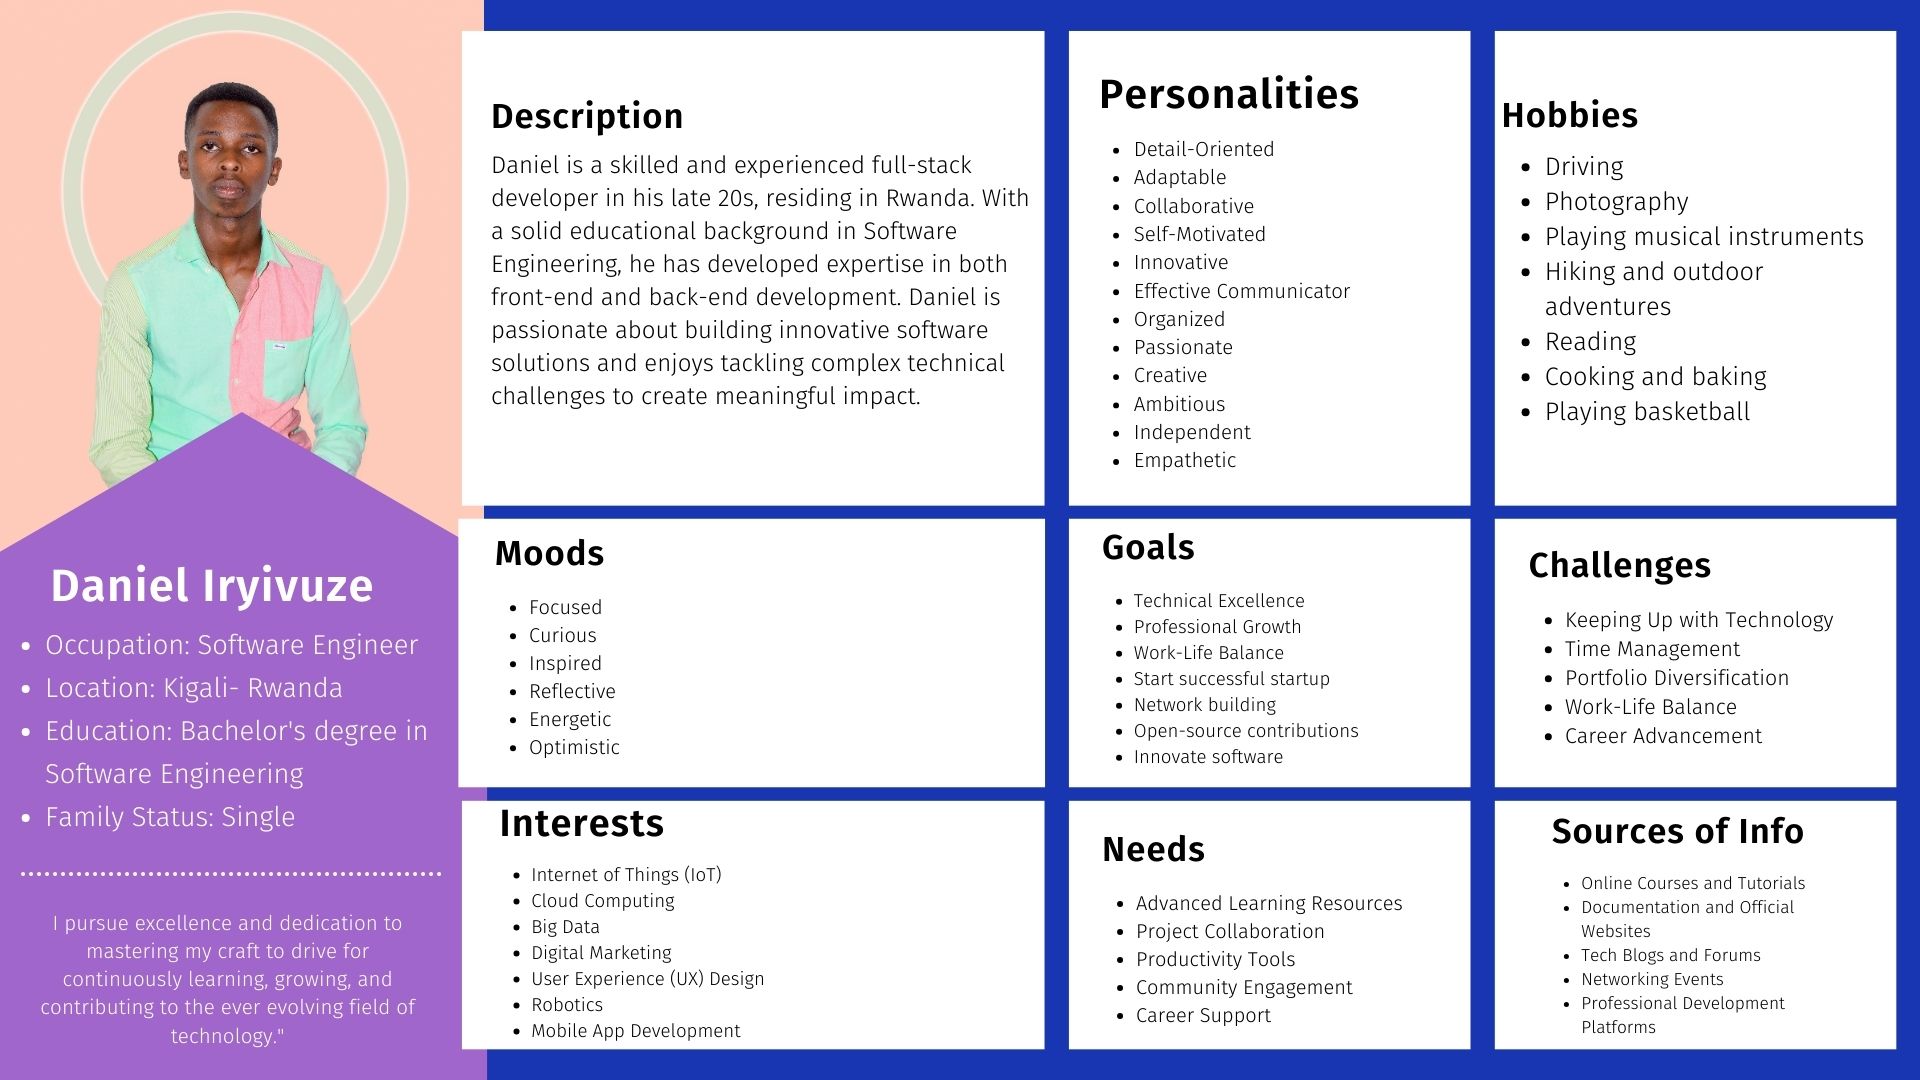 Daniel Iryivuze
• Occupation: Software Engineer
• Location: Kigali- Rwanda
• Education: Bachelor's degree in
Software Engineering
• Family Status: Single
I pursue excellence and dedication to
mastering my craft to drive for
continuously learning, growing, and
contributing to the ever evolving field of
technology."
Description
Daniel is a skilled and experienced full-stack
developer in his late 20s, residing in Rwanda. With
a solid educational background in Software
Engineering, he has developed expertise in both
front-end and back-end development. Daniel is
passionate about building innovative software
solutions and enjoys tackling complex technical
challenges to create meaningful impact.
Personalities
• Detail-Oriented
• Adaptable
• Collaborative
• Self-Motivated
• Innovative
• Effective Communicator
• Organized
• Passionate
• Creative
• Ambitious
• Independent
• Empathetic
Hobbies
• Driving
• Photography
• Playing musical instruments
• Hiking and outdoor
adventures
• Reading
• Cooking and baking
• Playing basketball
Moods
• Focused
• Curious
• Inspired
• Reflective
• Energetic
• Optimistic
Goals
• Technical Excellence
• Professional Growth
• Work-Life Balance
• Start successful startup
• Network building
• Open-source contributions
• Innovate software
Challenges
• Keeping Up with Technology
• Time Management
• Portfolio Diversification
• Work-Life Balance
• Career Advancement
Interests
• Internet of Things (IoT)
• Cloud Computing
• Big Data
• Digital Marketing
• User Experience (UX) Design
• Robotics
• Mobile App Development
Needs
• Advanced Learning Resources
• Project Collaboration
• Productivity Tools
• Community Engagement
• Career Support
Sources of Info
• Online Courses and Tutorials
• Documentation and Official
Websites
• Tech Blogs and Forums
• Networking Events
• Professional Development
Platforms